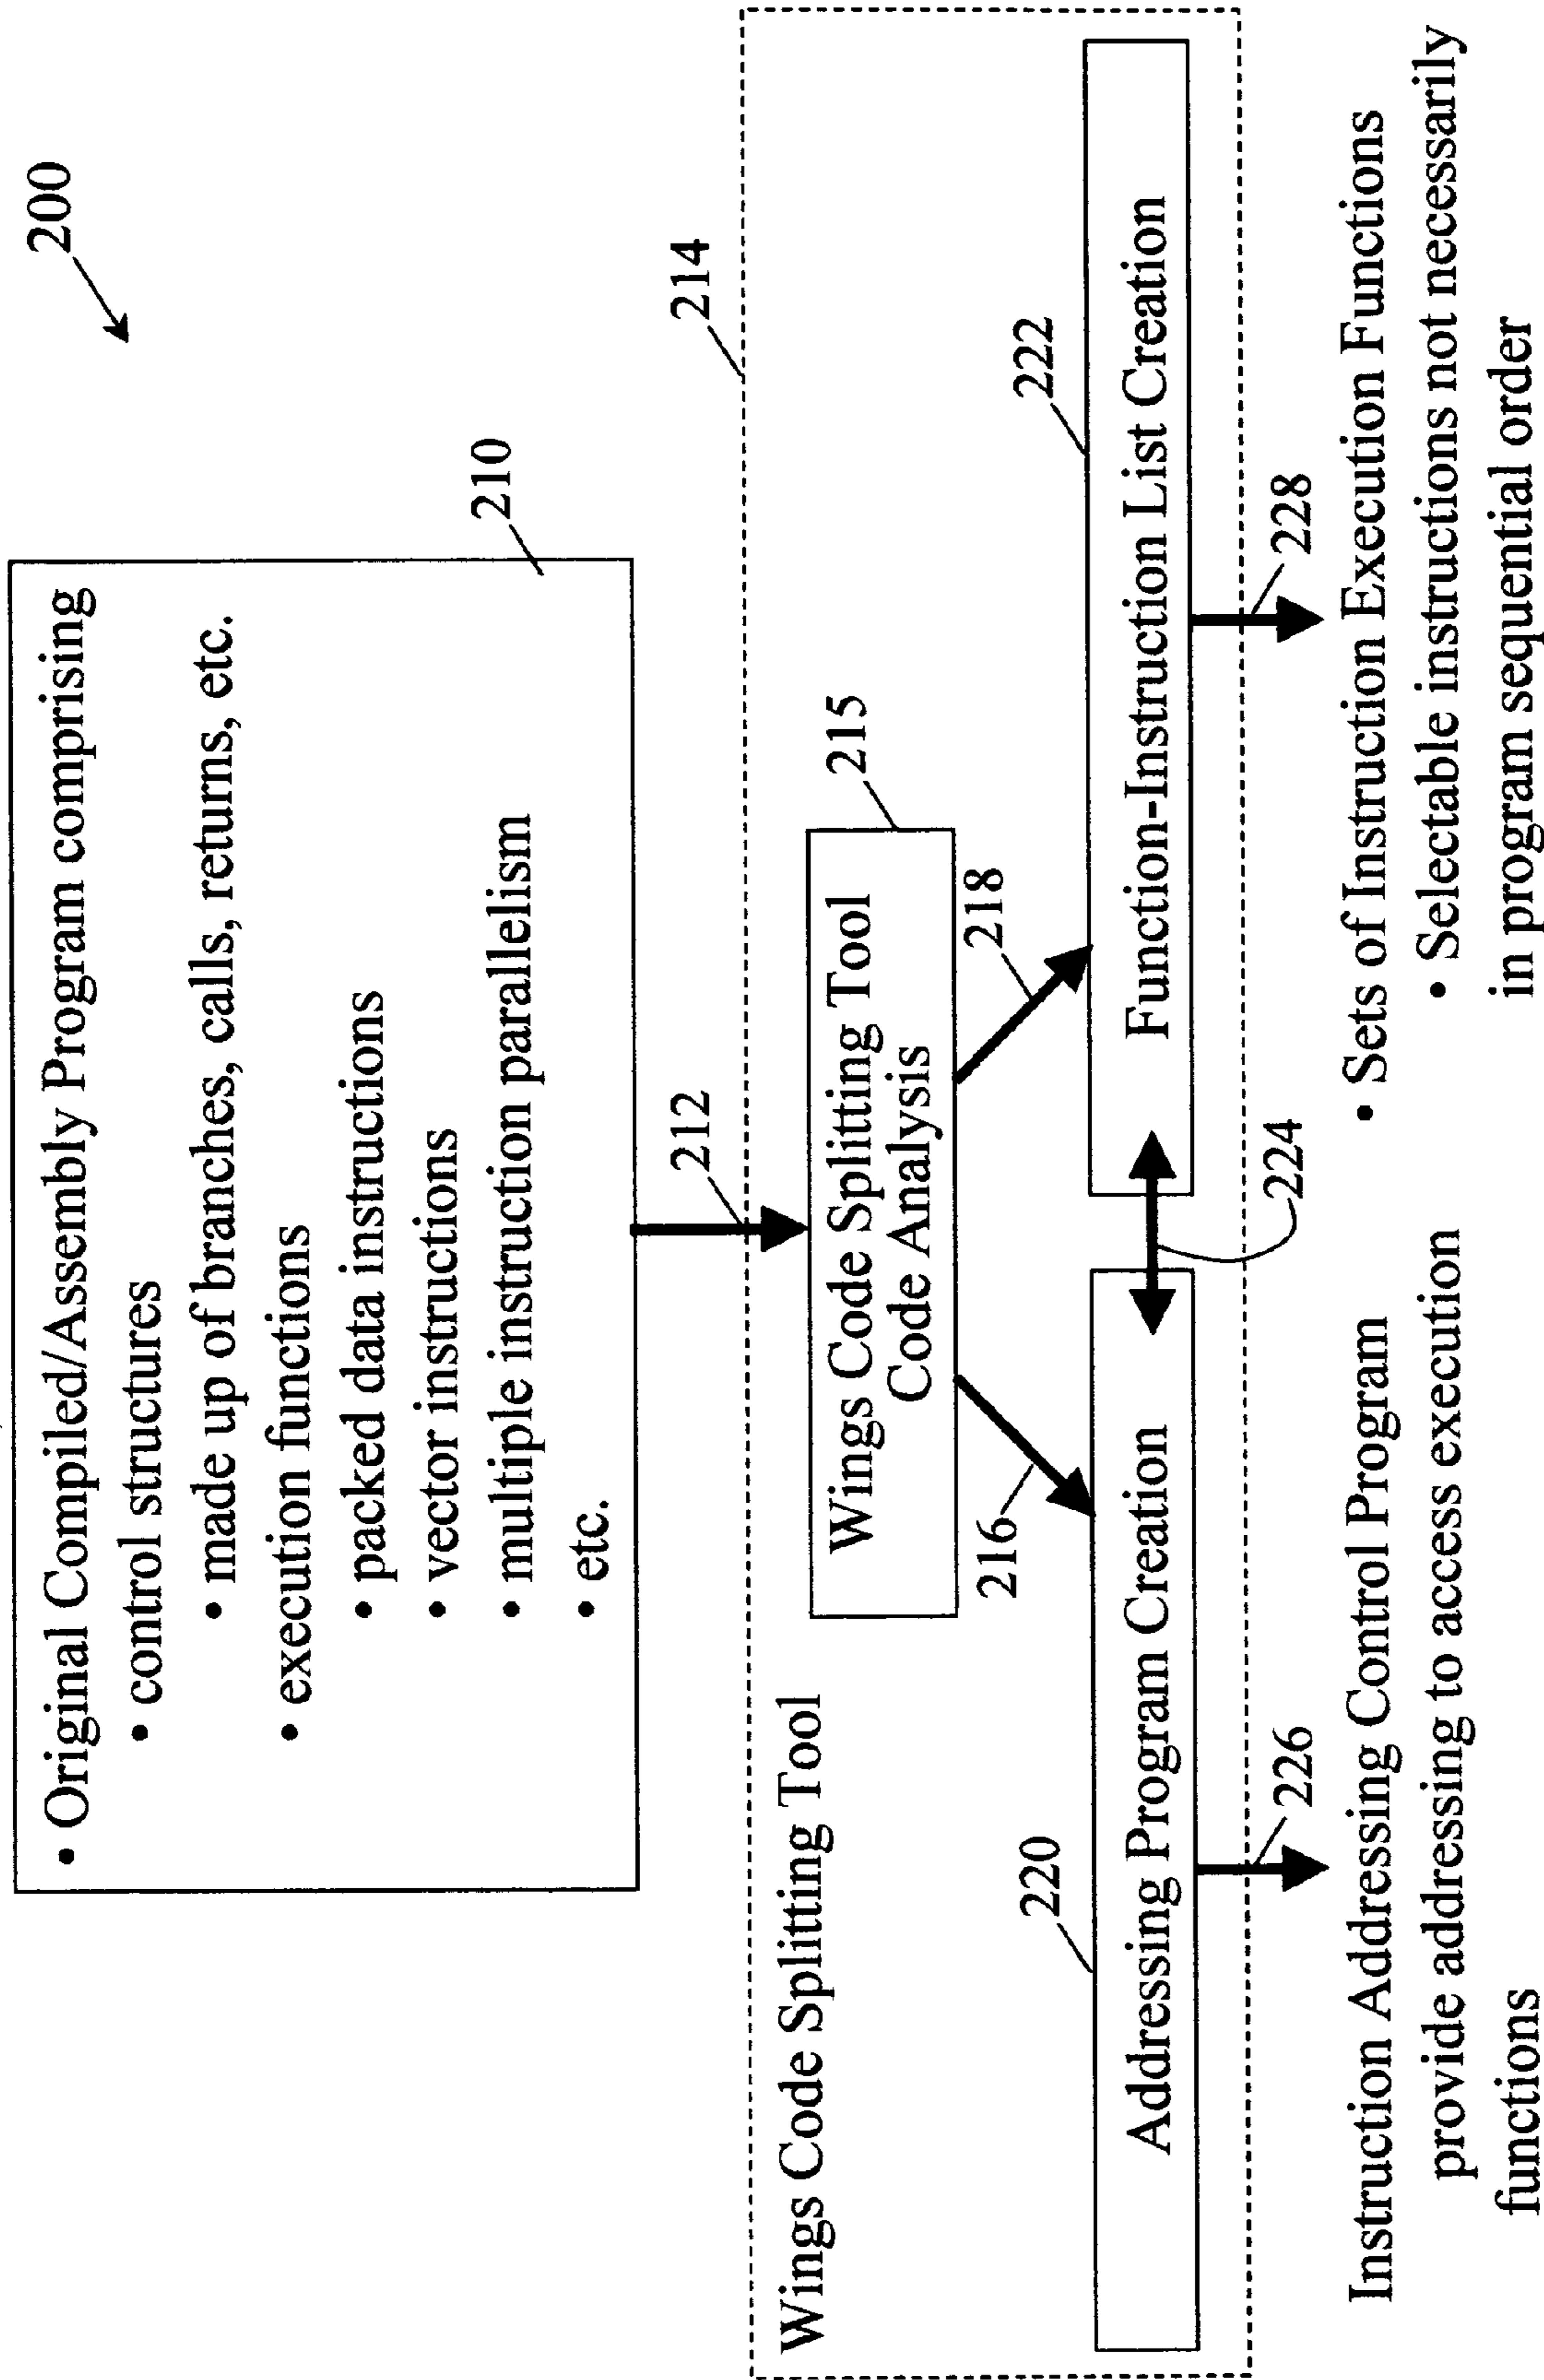 200
• Original Compiled/Assembly Program comprising
• control structures
• made up of branches, calls, returns, etc.
• execution functions
• packed data instructions
• vector instructions
• multiple instruction parallelism
• etc.
210
212
214
Wings Code Splitting Tool
Wings Code Splitting Tool
Code Analysis
215
216
218
220
Addressing Program Creation
222
Function-Instruction List Creation
224
226
228
Instruction Addressing Control Program
provide addressing to access execution
functions
• Sets of Instruction Execution Functions
• Selectable instructions not necessarily
in program sequential order